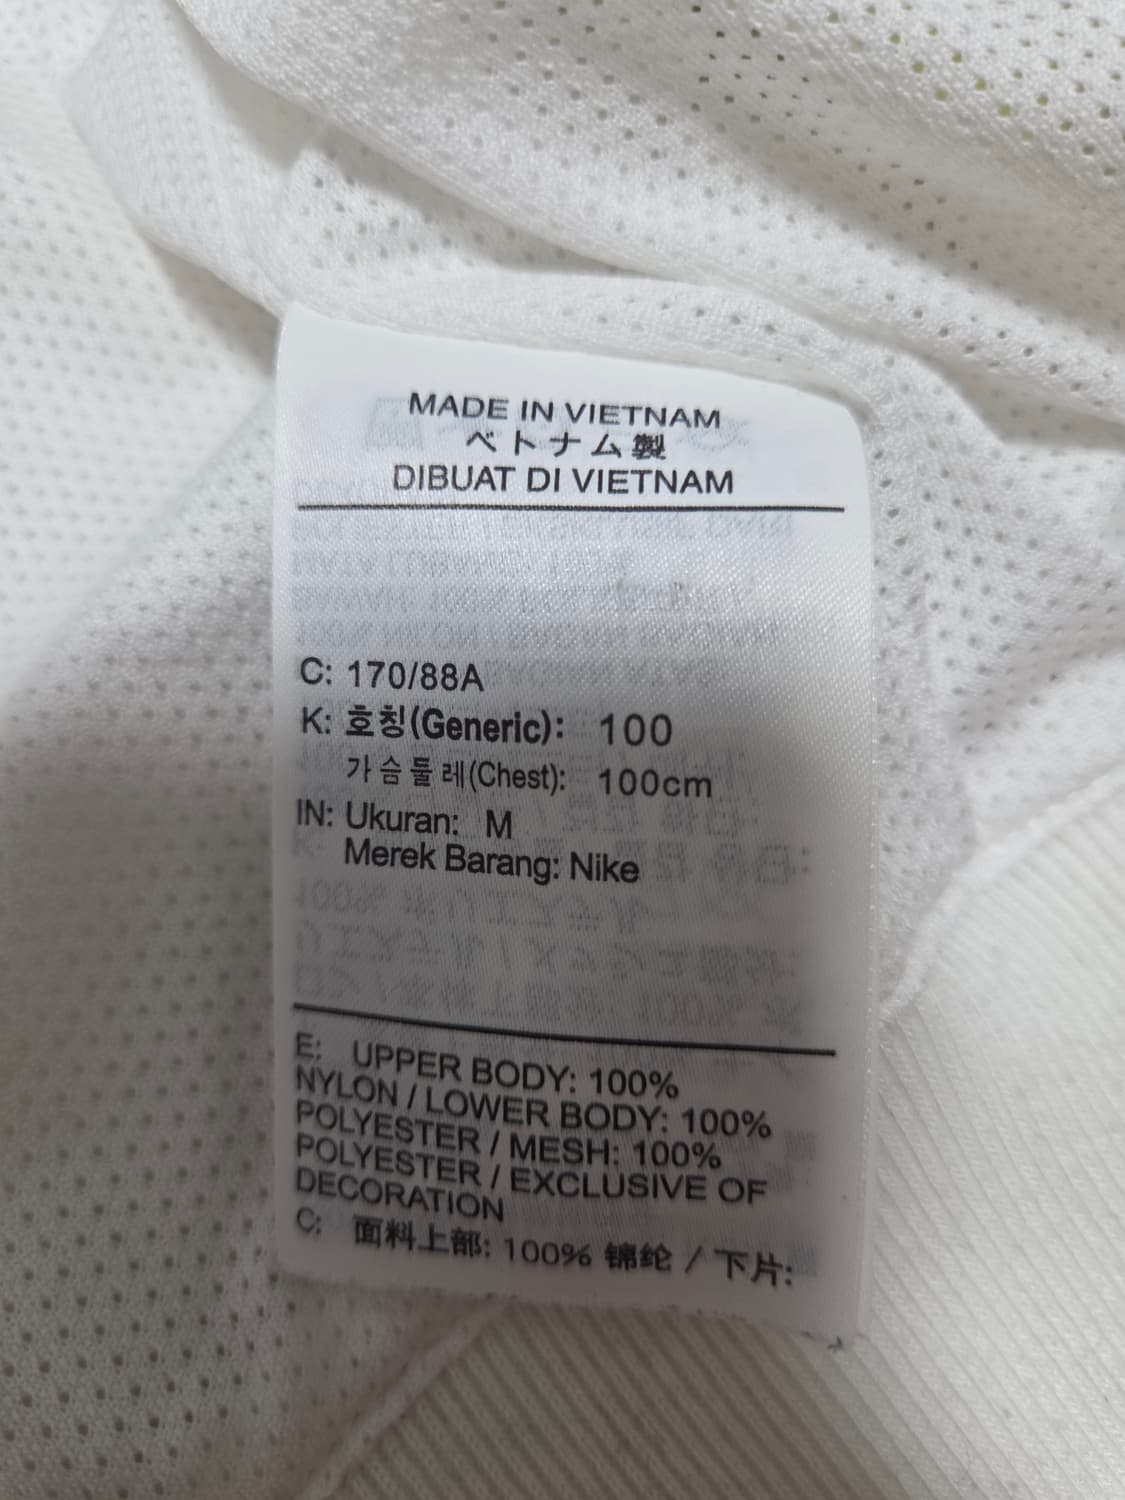 MADE IN VIETNAM
ベトナム製
DIBUAT DI VIETNAM
C: 170/88A
K: 호칭(Generic): 100
가슴둘레(Chest): 100cm
IN: Ukuran: M
Merek Barang: Nike
E: UPPER BODY: 100%
NYLON / LOWER BODY: 100%
POLYESTER / MESH: 100%
POLYESTER / EXCLUSIVE OF
DECORATION
C: 面料上部: 100% 锦纶 / 下片: